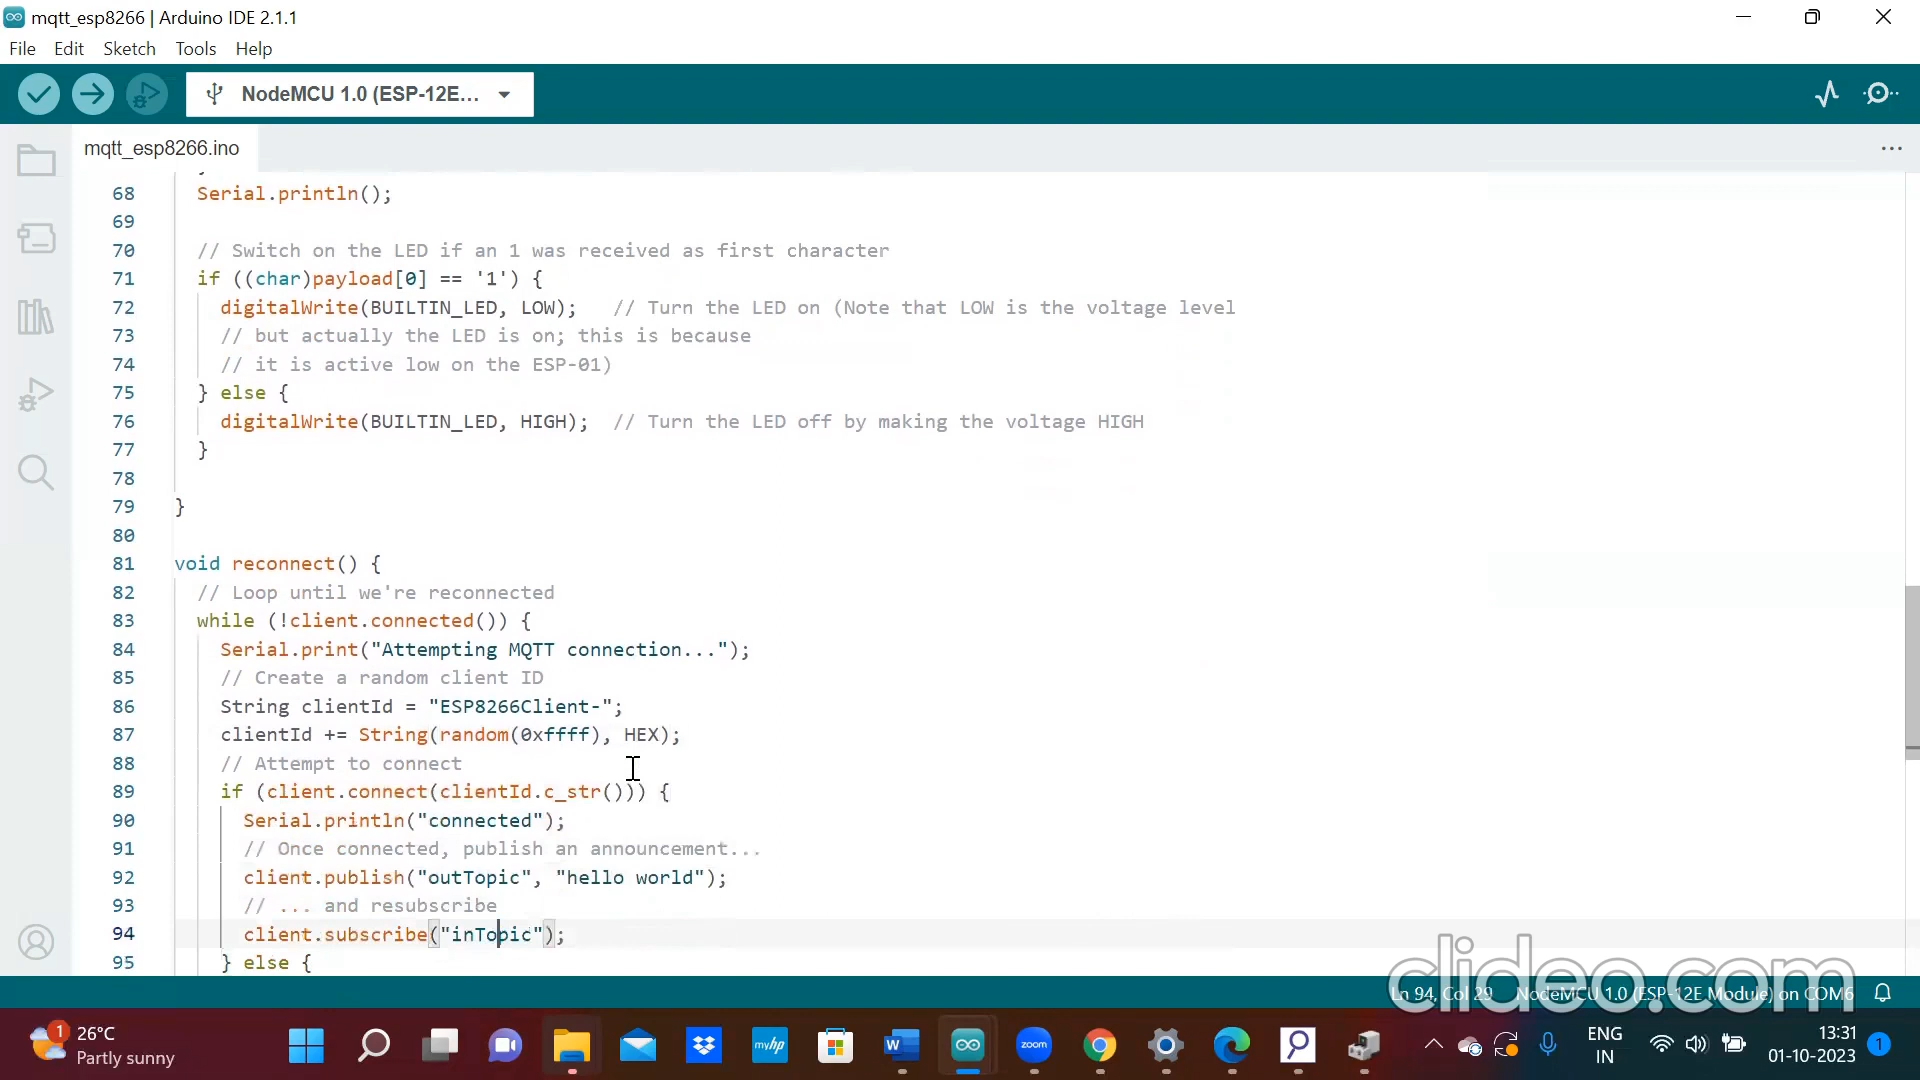 mqtt_esp8266 | Arduino IDE 2.1.1
File Edit Sketch Tools Help
NodeMCU 1.0 (ESP-12E...
mqtt_esp8266.ino
68 Serial.println();
69
70 // Switch on the LED if an 1 was received as first character
71 if ((char)payload[0] == '1') {
72 digitalWrite(BUILTIN_LED, LOW); // Turn the LED on (Note that LOW is the voltage level
73 // but actually the LED is on; this is because
74 // it is active low on the ESP-01)
75 } else {
76 digitalWrite(BUILTIN_LED, HIGH); // Turn the LED off by making the voltage HIGH
77 }
78
79 }
80
81 void reconnect() {
82 // Loop until we're reconnected
83 while (!client.connected()) {
84 Serial.print("Attempting MQTT connection...");
85 // Create a random client ID
86 String clientId = "ESP8266Client-";
87 clientId += String(random(0xffff), HEX);
88 // Attempt to connect
89 if (client.connect(clientId.c_str())) {
90 Serial.println("connected");
91 // Once connected, publish an announcement...
92 client.publish("outTopic", "hello world");
93 // ... and resubscribe
94 client.subscribe("inTopic");
95 } else {
clideo.com
Ln 94, Col 29 NodeMCU 1.0 (ESP-12E Module) on COM6
1
26°C
Partly sunny
myhp
W
zoom
ENG
IN
13:31
01-10-2023
1